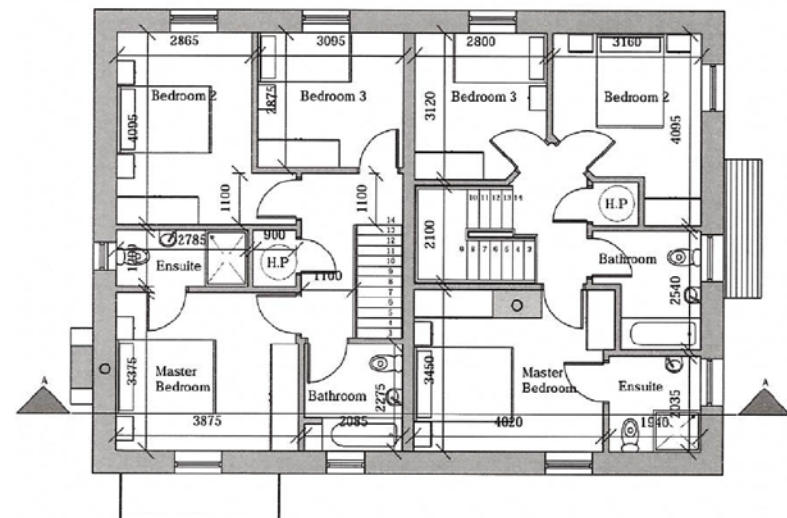 2865
3095
2800
3160
Bedroom 2
2875
Bedroom 3
3120
Bedroom 3
Bedroom 2
4095
4095
1100
1100
10 11 12 13 14
H.P
14
13
12
11
10
9
8
7
6
5
4
3
2785
900
2100
9 8 7 6 5 4 3
Ensuite
H.P
1100
Bathroom
2540
3375
Master
Bedroom
Bathroom
2275
3450
Master
Bedroom
Ensuite
2035
A
A
3875
2085
4020
1940